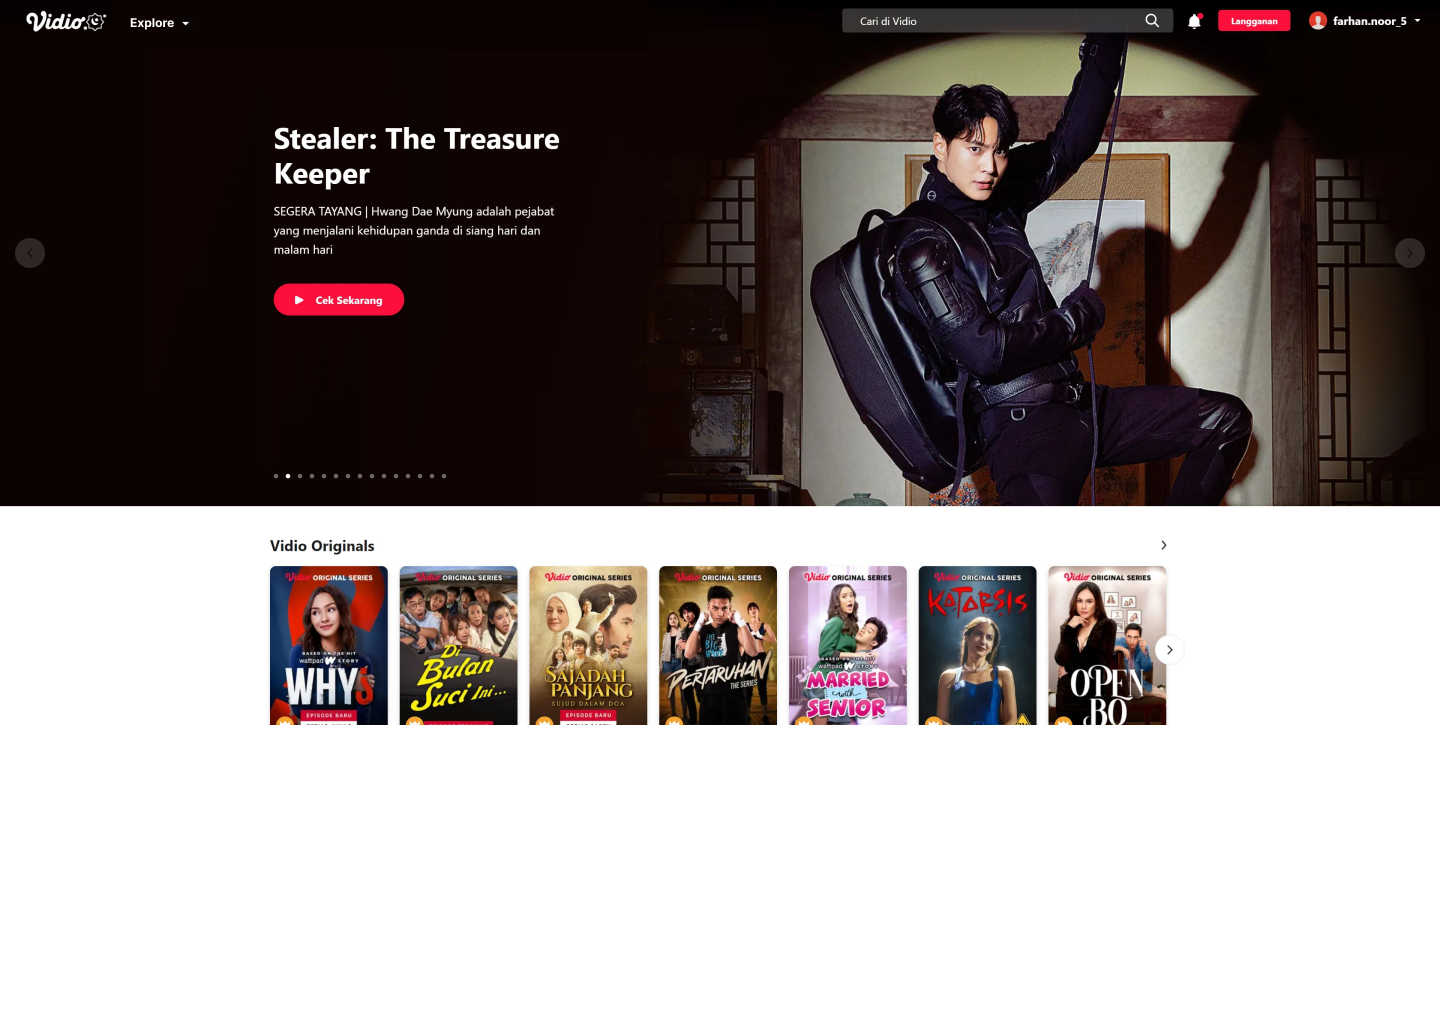 Vidio
Explore
Cari di Vidio
Langganan
farhan.noor_5
Stealer: The Treasure
Keeper
SEGERA TAYANG | Hwang Dae Myung adalah pejabat
yang menjalani kehidupan ganda di siang hari dan
malam hari
Cek Sekarang
Vidio Originals
Vidio ORIGINAL SERIES
BASED ON THE HIT
wattpad W STORY
WHY?
EPISODE BARU
Vidio ORIGINAL SERIES
Di
Bulan
Suci Ini...
Vidio ORIGINAL SERIES
SAJADAH
PANJANG
SUJUD DALAM DOA
EPISODE BARU
Vidio ORIGINAL SERIES
PERTARUHAN
THE SERIES
Vidio ORIGINAL SERIES
BASED ON THE HIT
wattpad W STORY
MARRIED
with
SENIOR
Vidio ORIGINAL SERIES
KATARSIS
Vidio ORIGINAL SERIES
OPEN
BO